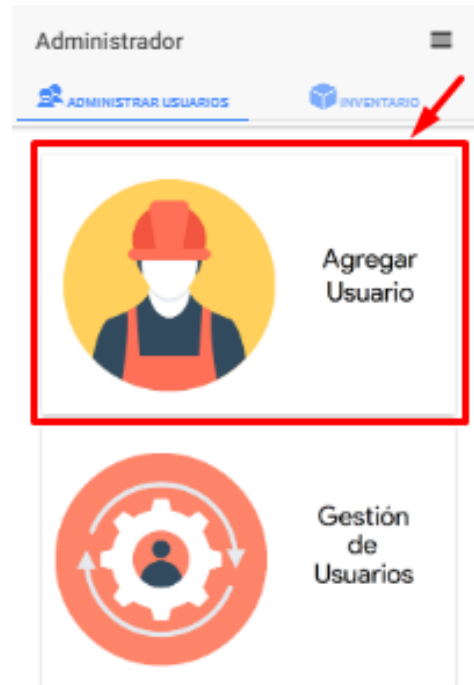 Administrador
ADMINISTRAR USUARIOS
INVENTARIO
Agregar
Usuario
Gestión
de
Usuarios